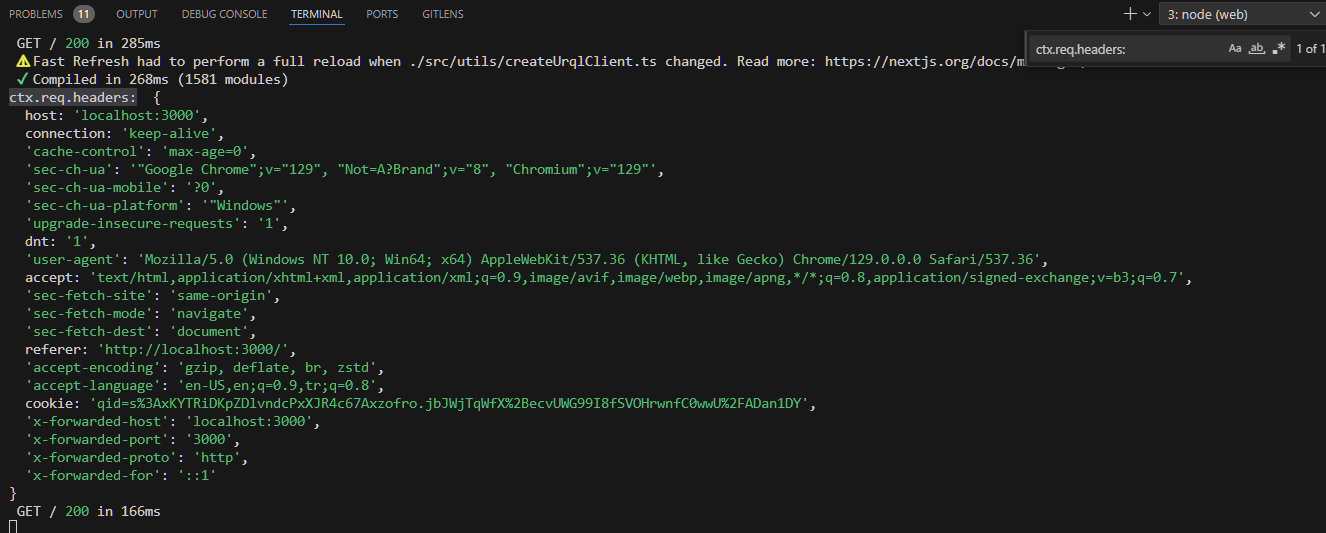 PROBLEMS 11 OUTPUT DEBUG CONSOLE TERMINAL PORTS GITLENS 3: node (web)
ctx.req.headers: Aa ab .* 1 of 1
GET / 200 in 285ms
Fast Refresh had to perform a full reload when ./src/utils/createUrqlClient.ts changed. Read more: https://nextjs.org/docs/
✓ Compiled in 268ms (1581 modules)
ctx.req.headers: {
host: 'localhost:3000',
connection: 'keep-alive',
'cache-control': 'max-age=0',
'sec-ch-ua': '"Google Chrome";v="129", "Not=A?Brand";v="8", "Chromium";v="129"',
'sec-ch-ua-mobile': '?0',
'sec-ch-ua-platform': '"Windows"',
'upgrade-insecure-requests': '1',
dnt: '1',
'user-agent': 'Mozilla/5.0 (Windows NT 10.0; Win64; x64) AppleWebKit/537.36 (KHTML, like Gecko) Chrome/129.0.0.0 Safari/537.36',
accept: 'text/html,application/xhtml+xml,application/xml;q=0.9,image/avif,image/webp,image/apng,*/*;q=0.8,application/signed-exchange;v=b3;q=0.7',
'sec-fetch-site': 'same-origin',
'sec-fetch-mode': 'navigate',
'sec-fetch-dest': 'document',
referer: 'http://localhost:3000/',
'accept-encoding': 'gzip, deflate, br, zstd',
'accept-language': 'en-US,en;q=0.9,tr;q=0.8',
cookie: 'qid=s%3AxKYTRiDKpZDlvndcPxXJR4c67Axzofro.jbJWjTqWfX%2BecvUWG99I8fSVOHrwnfC0wwU%2FADan1DY',
'x-forwarded-host': 'localhost:3000',
'x-forwarded-port': '3000',
'x-forwarded-proto': 'http',
'x-forwarded-for': '::1'
}
GET / 200 in 166ms